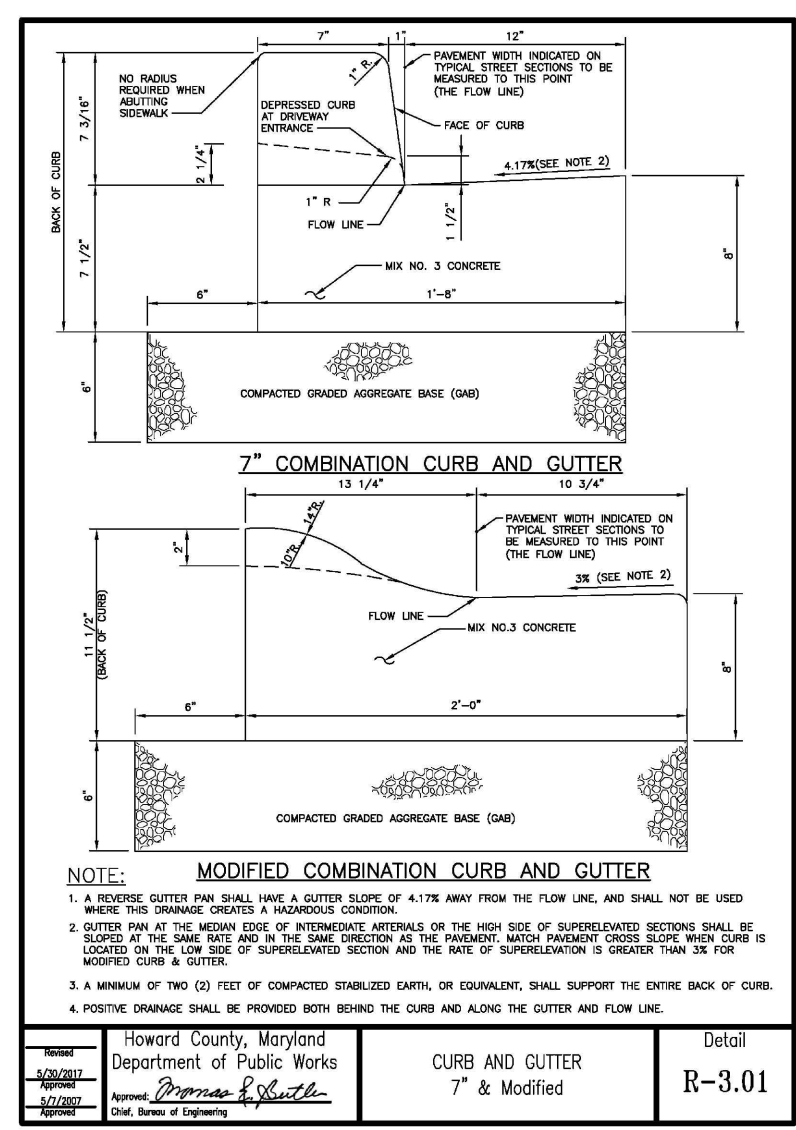 7" 1" 12"
NO RADIUS
REQUIRED WHEN
ABUTTING
SIDEWALK
1" R.
PAVEMENT WIDTH INDICATED ON
TYPICAL STREET SECTIONS TO BE
MEASURED TO THIS POINT
(THE FLOW LINE)
DEPRESSED CURB
AT DRIVEWAY
ENTRANCE
FACE OF CURB
7 3/16"
2 1/4"
BACK OF CURB
4.17%(SEE NOTE 2)
1" R
FLOW LINE
1 1/2"
7 1/2"
8"
MIX NO. 3 CONCRETE
6" 1'-8"
6"
COMPACTED GRADED AGGREGATE BASE (GAB)
7" COMBINATION CURB AND GUTTER
13 1/4" 10 3/4"
PAVEMENT WIDTH INDICATED ON
TYPICAL STREET SECTIONS TO
BE MEASURED TO THIS POINT
(THE FLOW LINE)
14"R.
10"R.
2"
3% (SEE NOTE 2)
11 1/2"
(BACK OF CURB)
FLOW LINE
MIX NO.3 CONCRETE
8"
6" 2'-0"
6"
COMPACTED GRADED AGGREGATE BASE (GAB)
MODIFIED COMBINATION CURB AND GUTTER
NOTE:
1. A REVERSE GUTTER PAN SHALL HAVE A GUTTER SLOPE OF 4.17% AWAY FROM THE FLOW LINE, AND SHALL NOT BE USED
WHERE THIS DRAINAGE CREATES A HAZARDOUS CONDITION.
2. GUTTER PAN AT THE MEDIAN EDGE OF INTERMEDIATE ARTERIALS OR THE HIGH SIDE OF SUPERELEVATED SECTIONS SHALL BE
SLOPED AT THE SAME RATE AND IN THE SAME DIRECTION AS THE PAVEMENT. MATCH PAVEMENT CROSS SLOPE WHEN CURB IS
LOCATED ON THE LOW SIDE OF SUPERELEVATED SECTION AND THE RATE OF SUPERELEVATION IS GREATER THAN 3% FOR
MODIFIED CURB & GUTTER.
3. A MINIMUM OF TWO (2) FEET OF COMPACTED STABILIZED EARTH, OR EQUIVALENT, SHALL SUPPORT THE ENTIRE BACK OF CURB.
4. POSITIVE DRAINAGE SHALL BE PROVIDED BOTH BEHIND THE CURB AND ALONG THE GUTTER AND FLOW LINE.
Revised
5/30/2017
Approved
5/7/2007
Approved
Howard County, Maryland
Department of Public Works
Approved: Thomas E. Butler
Chief, Bureau of Engineering
CURB AND GUTTER
7" & Modified
Detail
R-3.01